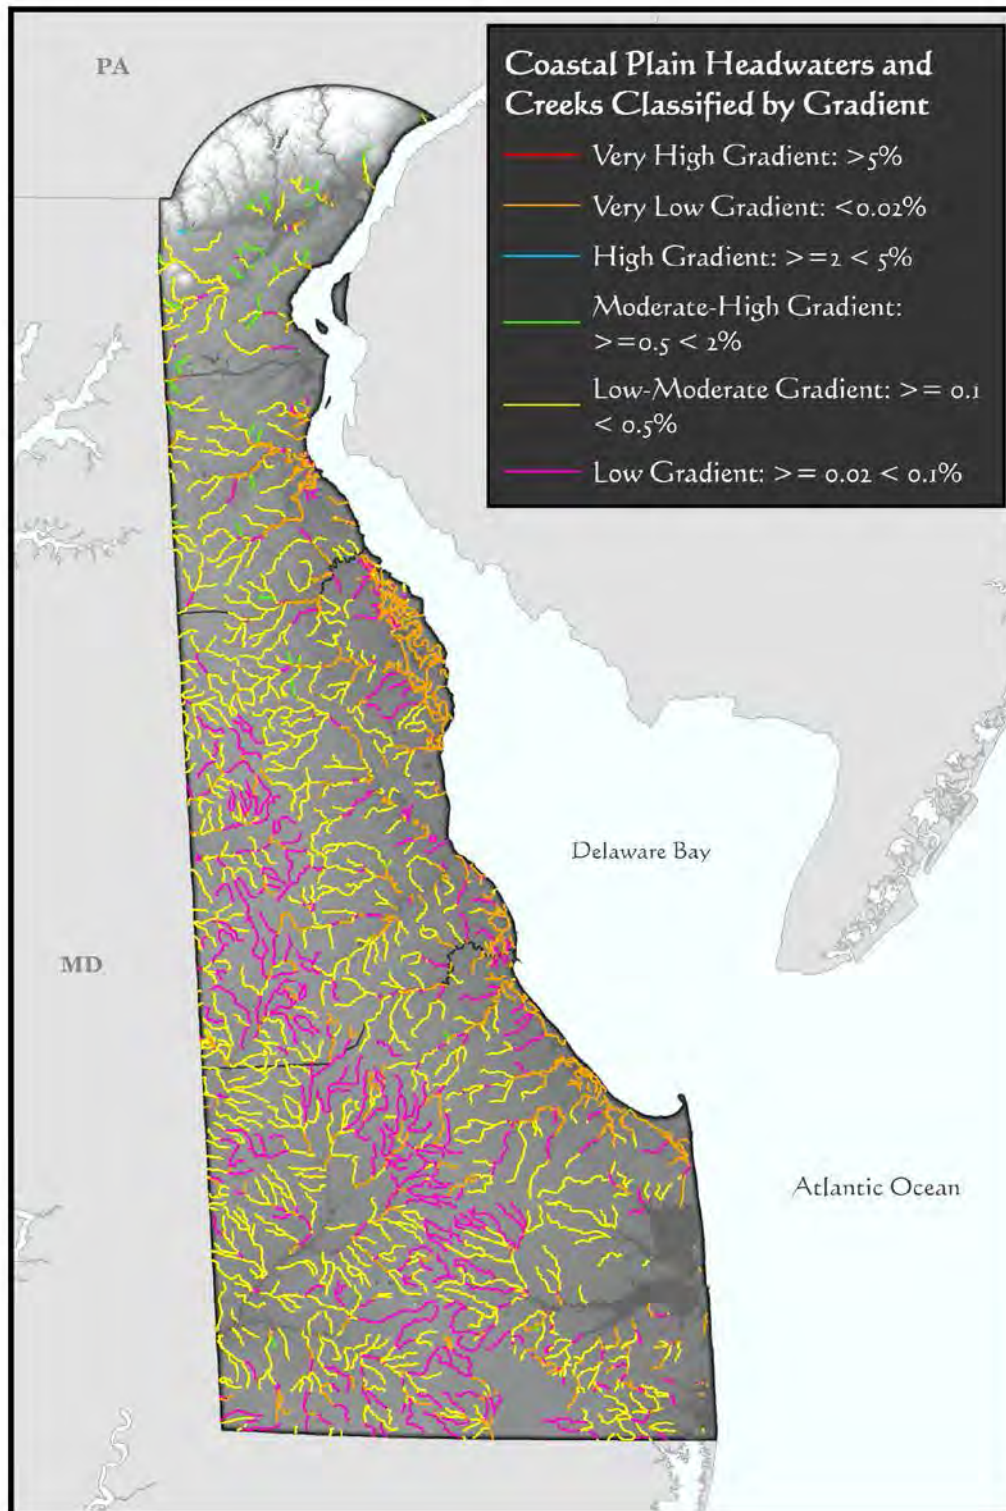 PA
Coastal Plain Headwaters and
Creeks Classified by Gradient
Very High Gradient: >5%
Very Low Gradient: <0.02%
High Gradient: >=2 < 5%
Moderate-High Gradient:
>=0.5 < 2%
Low-Moderate Gradient: >= 0.1
< 0.5%
Low Gradient: >= 0.02 < 0.1%
Delaware Bay
MD
Atlantic Ocean